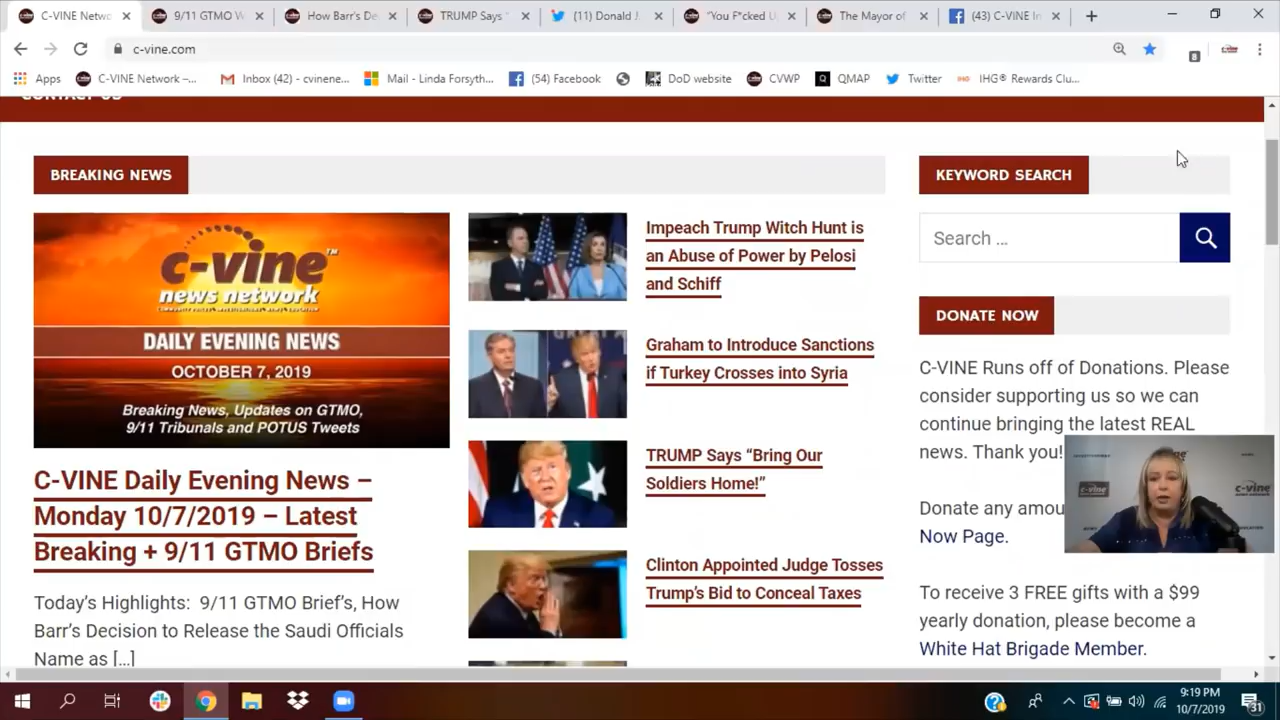 C-VINE Netwo
9/11 GTMO W
How Barr's De
TRUMP Says "
(11) Donald J.
"You F*cked U
The Mayor of
(43) C-VINE In
c-vine.com
8
Apps
C-VINE Network –...
Inbox (42) - cvinene...
Mail - Linda Forsyth...
(54) Facebook
DoD website
CVWP
QMAP
Twitter
IHG® Rewards Clu...
CONTACT US
BREAKING NEWS
KEYWORD SEARCH
Search …
c-vine™
news network
DAILY EVENING NEWS
OCTOBER 7, 2019
Breaking News, Updates on GTMO,
9/11 Tribunals and POTUS Tweets
C-VINE Daily Evening News –
Monday 10/7/2019 – Latest
Breaking + 9/11 GTMO Briefs
Today's Highlights: 9/11 GTMO Brief's, How
Barr's Decision to Release the Saudi Officials
Name as […]
Impeach Trump Witch Hunt is
an Abuse of Power by Pelosi
and Schiff
Graham to Introduce Sanctions
if Turkey Crosses into Syria
TRUMP Says "Bring Our
Soldiers Home!"
Clinton Appointed Judge Tosses
Trump's Bid to Conceal Taxes
DONATE NOW
C-VINE Runs off of Donations. Please
consider supporting us so we can
continue bringing the latest REAL
news. Thank you!
Donate any amou
Now Page.
To receive 3 FREE gifts with a $99
yearly donation, please become a
White Hat Brigade Member.
c-vine
c-vine
9:19 PM
10/7/2019
31